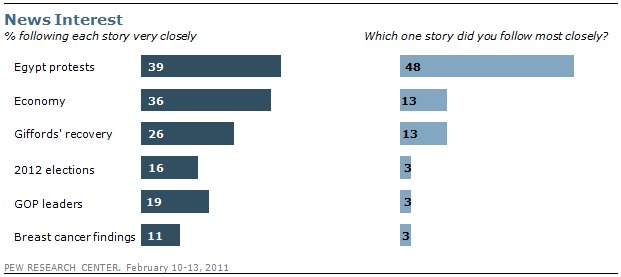 News Interest
% following each story very closely Which one story did you follow most closely?
Egypt protests 39 48
Economy 36 13
Giffords' recovery 26 13
2012 elections 16 3
GOP leaders 19 3
Breast cancer findings 11 3
PEW RESEARCH CENTER. February 10-13, 2011